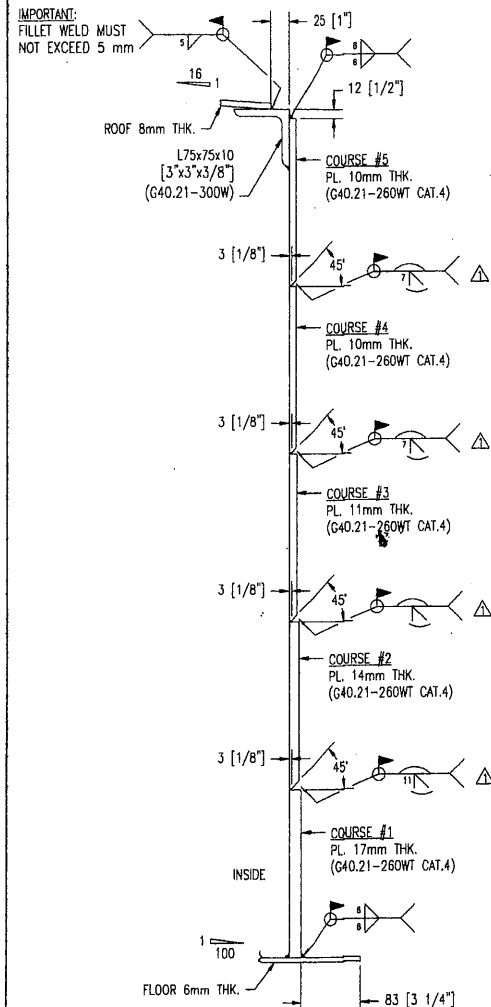 IMPORTANT:
FILLET WELD MUST
NOT EXCEED 5 mm
5
25 [1"]
6
6
16
1
12 [1/2"]
ROOF 8mm THK.
L75x75x10
[3"x3"x3/8"]
(G40.21-300W)
COURSE #5
PL. 10mm THK.
(G40.21-260WT CAT.4)
3 [1/8"]
45'
7
1
COURSE #4
PL. 10mm THK.
(G40.21-260WT CAT.4)
3 [1/8"]
45'
7
1
COURSE #3
PL. 11mm THK.
(G40.21-260WT CAT.4)
3 [1/8"]
45'
1
COURSE #2
PL. 14mm THK.
(G40.21-260WT CAT.4)
3 [1/8"]
45'
11
1
COURSE #1
PL. 17mm THK.
(G40.21-260WT CAT.4)
INSIDE
6
6
1
100
FLOOR 6mm THK.
83 [3 1/4"]